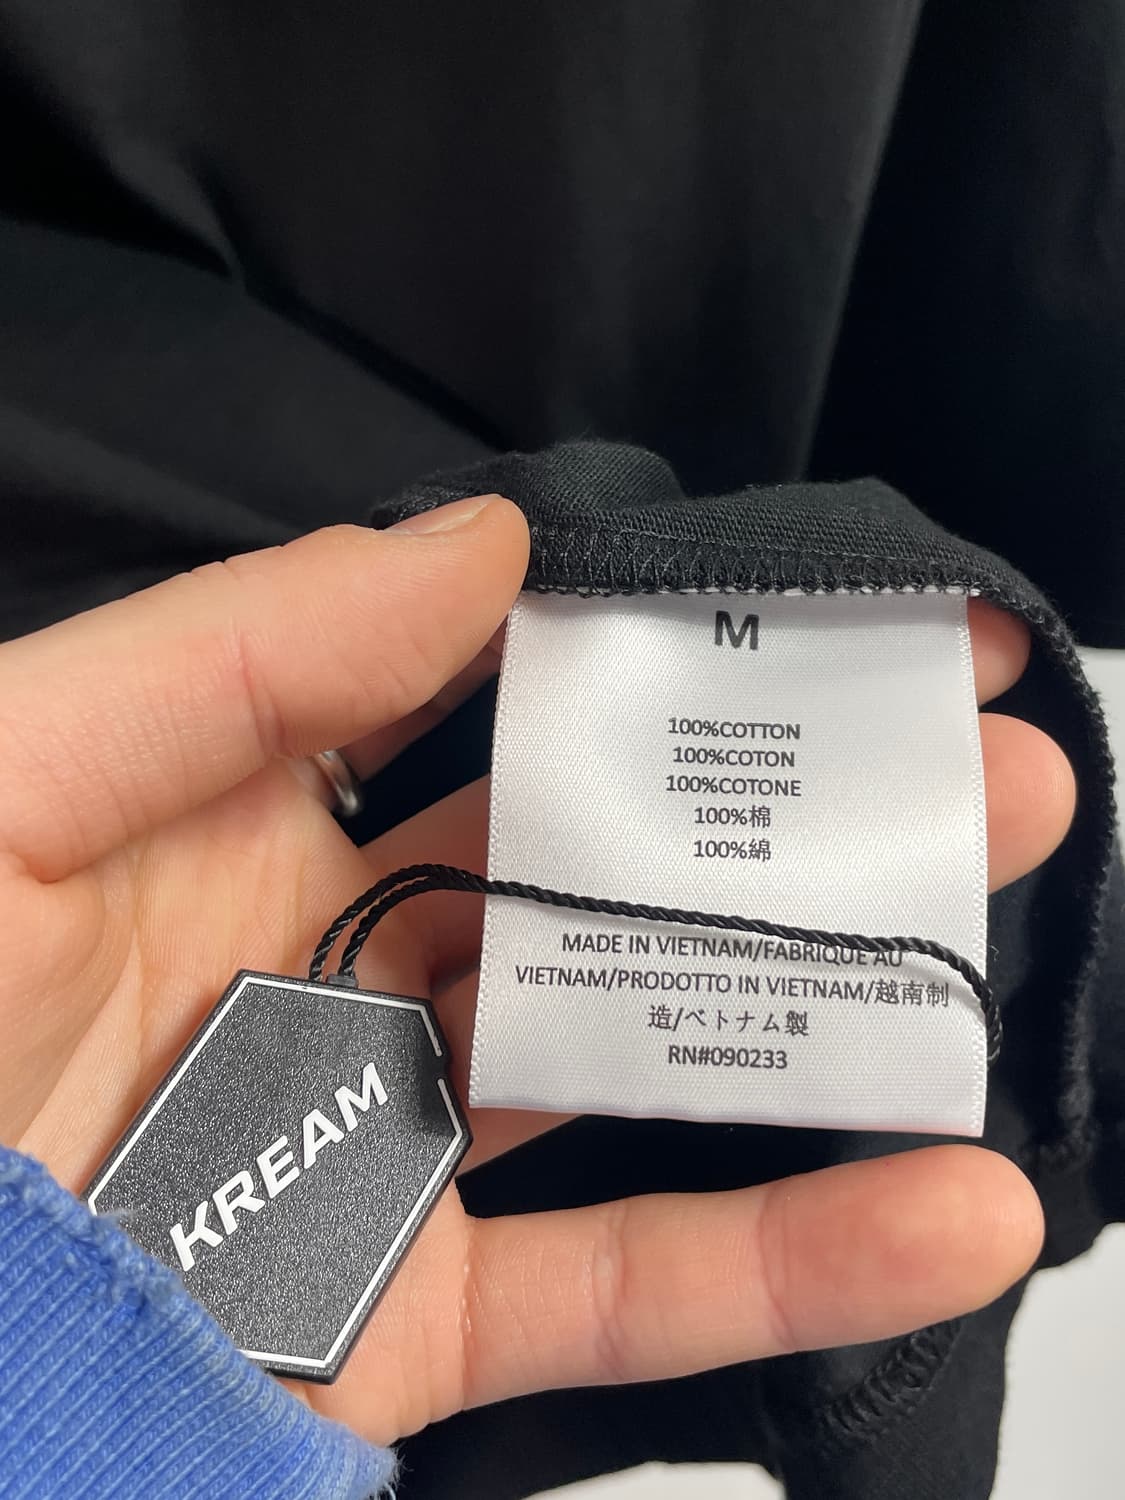 M
100%COTTON
100%COTON
100%COTONE
100%棉
100%綿
MADE IN VIETNAM/FABRIQUE AU
VIETNAM/PRODOTTO IN VIETNAM/越南制
造/ベトナム製
RN#090233
KREAM